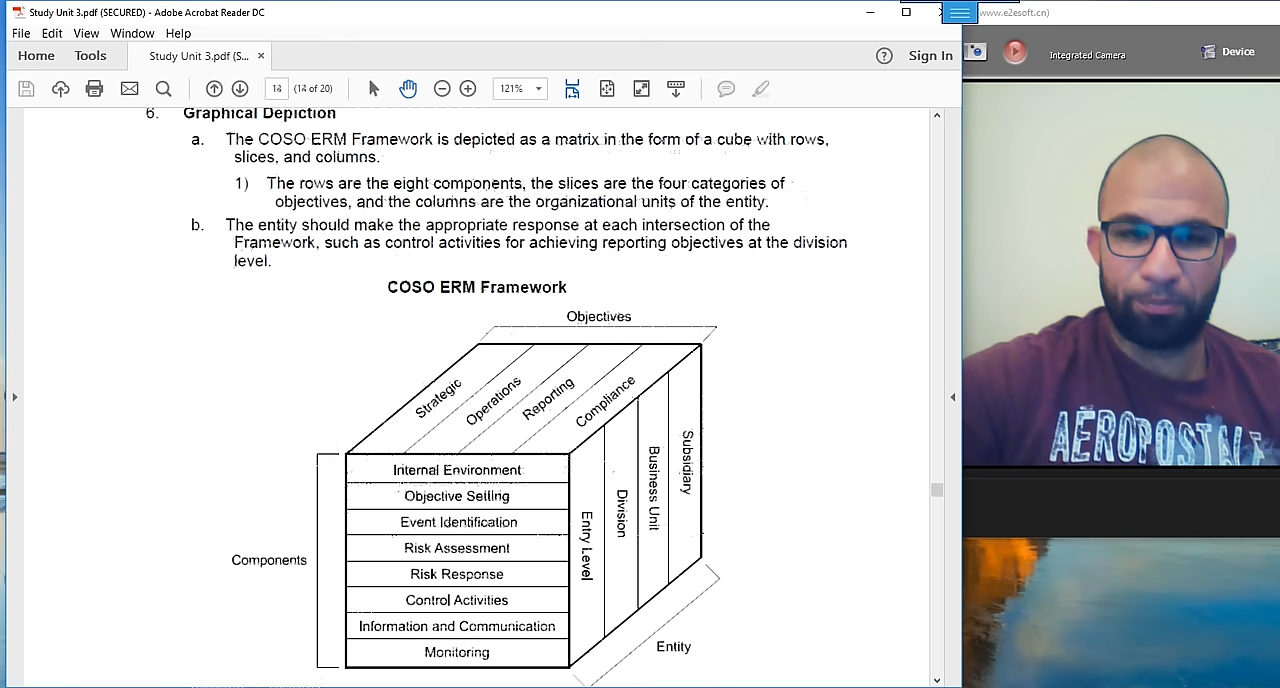 Study Unit 3.pdf (SECURED) - Adobe Acrobat Reader DC
www.e2esoft.cn)
File Edit View Window Help
Home Tools Study Unit 3.pdf (S... × Sign In
Integrated Camera Device
14 (14 of 20) 121%
6. Graphical Depiction
a. The COSO ERM Framework is depicted as a matrix in the form of a cube with rows,
slices, and columns.
1) The rows are the eight components, the slices are the four categories of
objectives, and the columns are the organizational units of the entity.
b. The entity should make the appropriate response at each intersection of the
Framework, such as control activities for achieving reporting objectives at the division
level.
COSO ERM Framework
Objectives
Strategic
Operations
Reporting
Compliance
Components
Internal Environment
Objective Setting
Event Identification
Risk Assessment
Risk Response
Control Activities
Information and Communication
Monitoring
Entry Level
Division
Business Unit
Subsidiary
Entity
AÉROPOSTALE